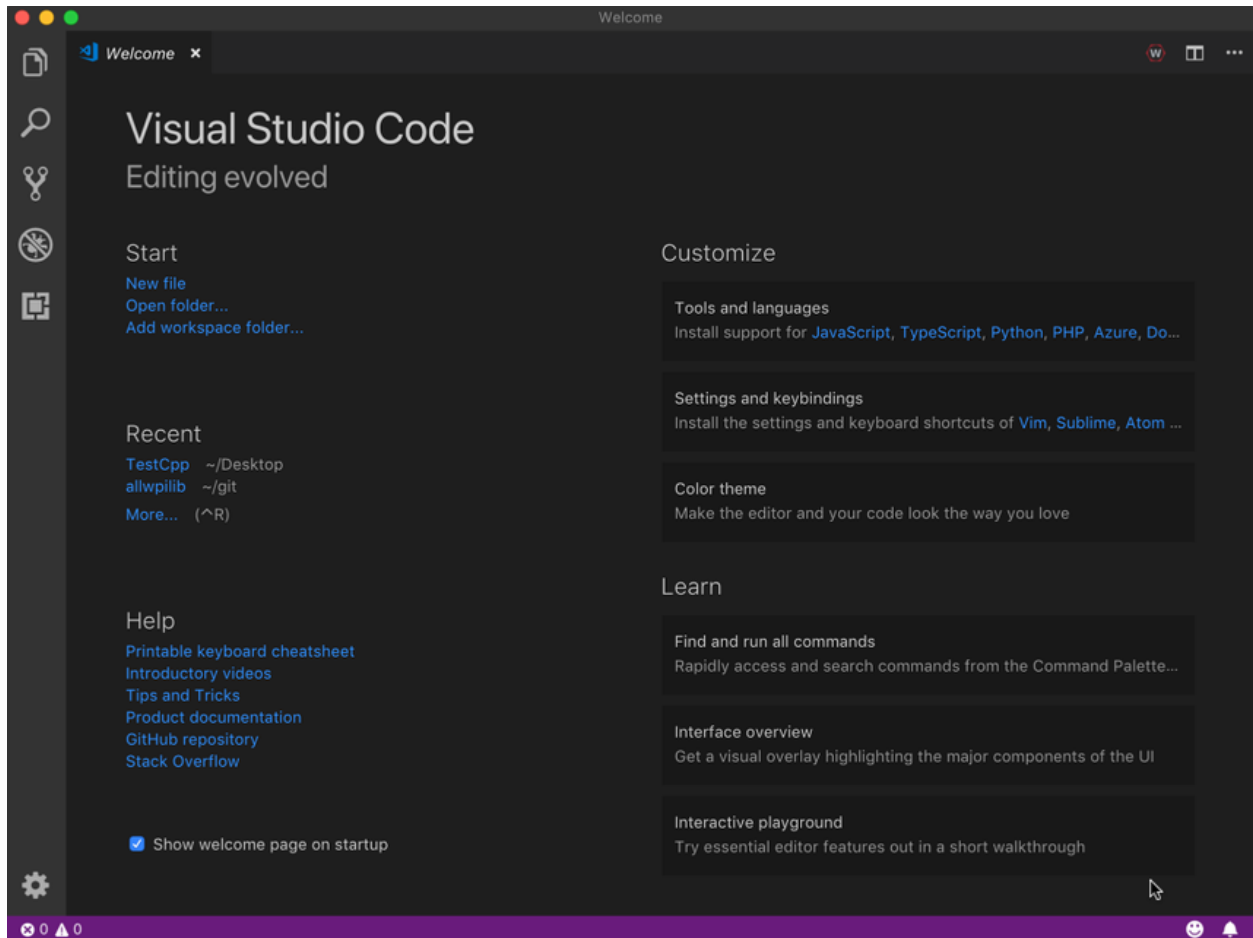 Welcome
Welcome ×
W
Visual Studio Code
Editing evolved
Start
New file
Open folder...
Add workspace folder...
Recent
TestCpp ~/Desktop
allwpilib ~/git
More... (^R)
Help
Printable keyboard cheatsheet
Introductory videos
Tips and Tricks
Product documentation
GitHub repository
Stack Overflow
Show welcome page on startup
Customize
Tools and languages
Install support for JavaScript, TypeScript, Python, PHP, Azure, Do...
Settings and keybindings
Install the settings and keyboard shortcuts of Vim, Sublime, Atom ...
Color theme
Make the editor and your code look the way you love
Learn
Find and run all commands
Rapidly access and search commands from the Command Palette...
Interface overview
Get a visual overlay highlighting the major components of the UI
Interactive playground
Try essential editor features out in a short walkthrough
0 0